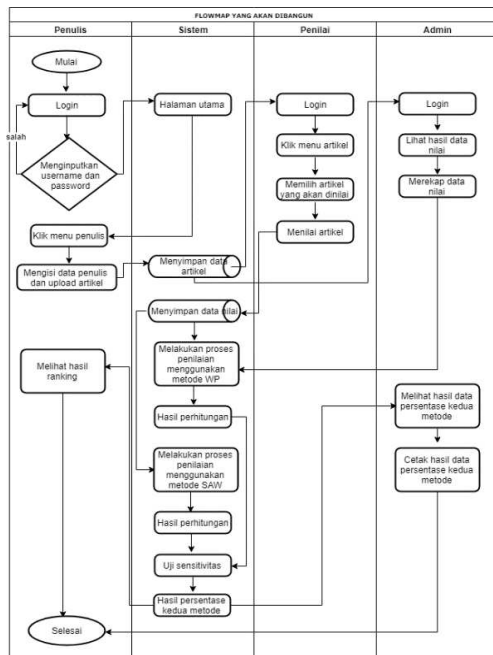 FLOWMAP YANG AKAN DIBANGUN
Penulis
Sistem
Penilai
Admin
Mulai
Login
salah
Menginputkan
username dan
password
Halaman utama
Login
Klik menu artikel
Memilih artikel
yang akan dinilai
Menilai artikel
Login
Lihat hasil data
nilai
Merekap data
nilai
Klik menu penulis
Mengisi data penulis
dan upload artikel
Menyimpan data
artikel
Menyimpan data nilai
Melakukan proses
penilaian
menggunakan
metode WP
Hasil perhitungan
Melakukan proses
penilaian
menggunakan
metode SAW
Hasil perhitungan
Uji sensitivitas
Hasil persentase
kedua metode
Melihat hasil
ranking
Melihat hasil data
persentase kedua
metode
Cetak hasil data
persentase kedua
metode
Selesai